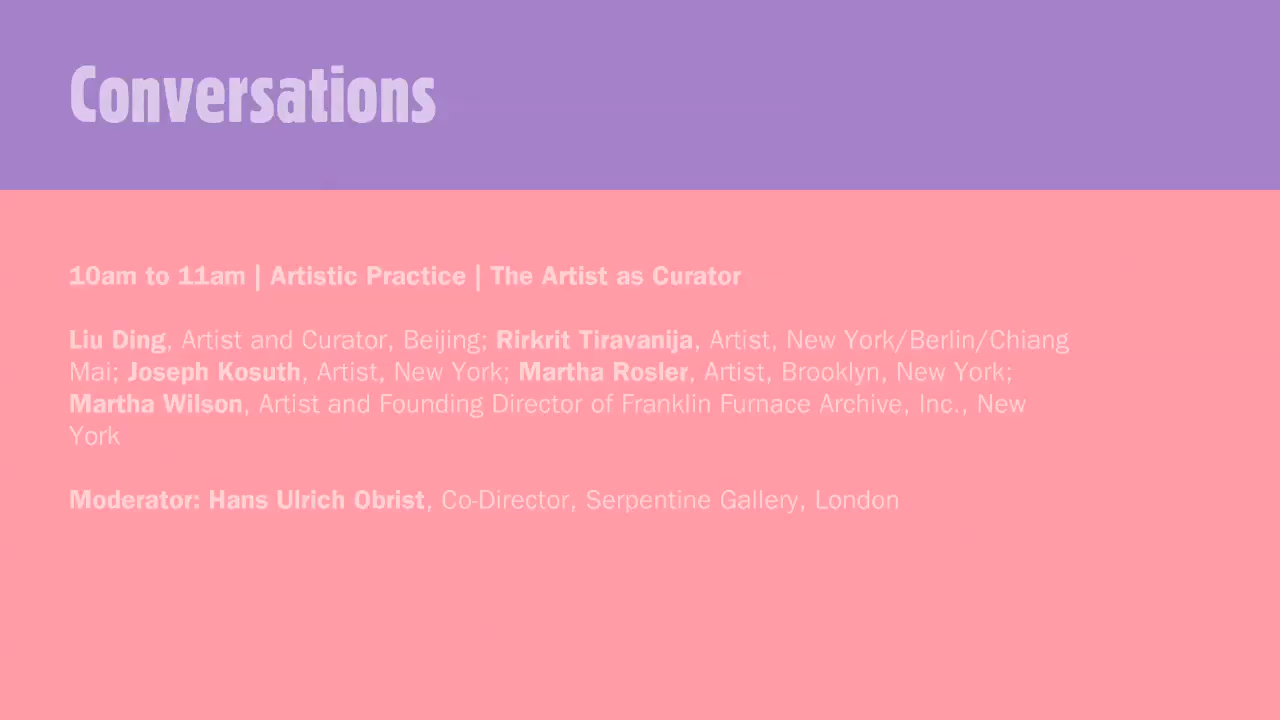 Conversations
10am to 11am | Artistic Practice | The Artist as Curator
Liu Ding, Artist and Curator, Beijing; Rirkrit Tiravanija, Artist, New York/Berlin/Chiang
Mai; Joseph Kosuth, Artist, New York; Martha Rosler, Artist, Brooklyn, New York;
Martha Wilson, Artist and Founding Director of Franklin Furnace Archive, Inc., New
York
Moderator: Hans Ulrich Obrist, Co-Director, Serpentine Gallery, London